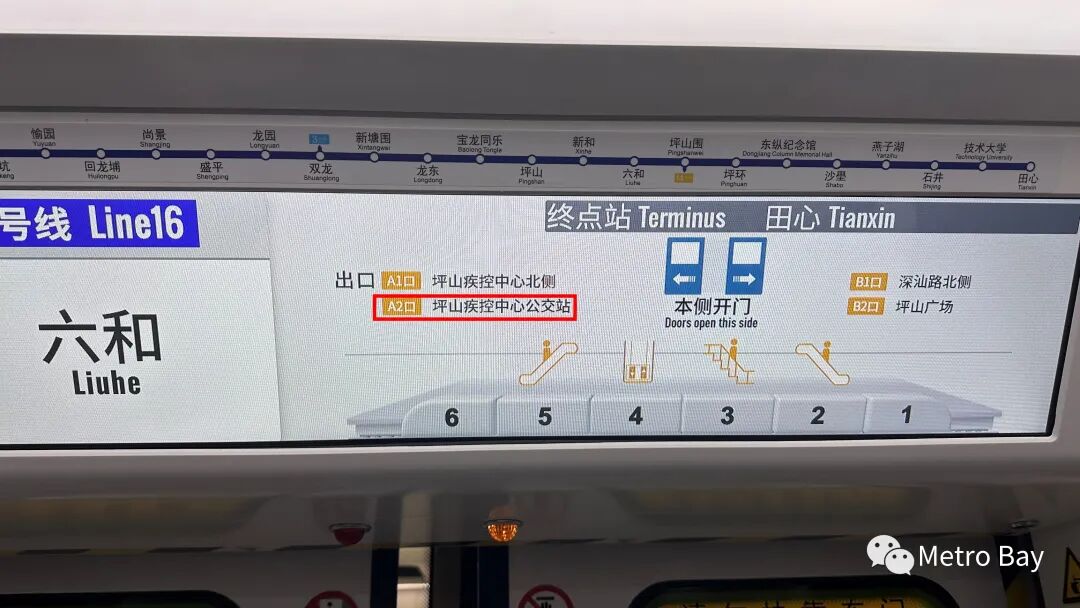 愉园
Yuyuan
尚景
Shangjing
龙园
Longyuan
新塘围
Xintangwei
宝龙同乐
Baolong Tongle
新和
Xinhe
坪山围
Pingshanwei
东纵纪念馆
Dongjiang Column Memorial Hall
燕子湖
Yanzihu
技术大学
Technology University
坑
keng
回龙埔
Huilongpu
盛平
Shengping
双龙
Shuanglong
龙东
Longdong
坪山
Pingshan
六和
Liuhe
坪环
Pinghuan
沙壆
Shabo
石井
Shijing
田心
Tianxin
号线 Line16
终点站 Terminus 田心 Tianxin
六和
Liuhe
出口 A1口 坪山疾控中心北侧
A2口 坪山疾控中心公交站
本侧开门
Doors open this side
B1口 深汕路北侧
B2口 坪山广场
6 5 4 3 2 1
Metro Bay